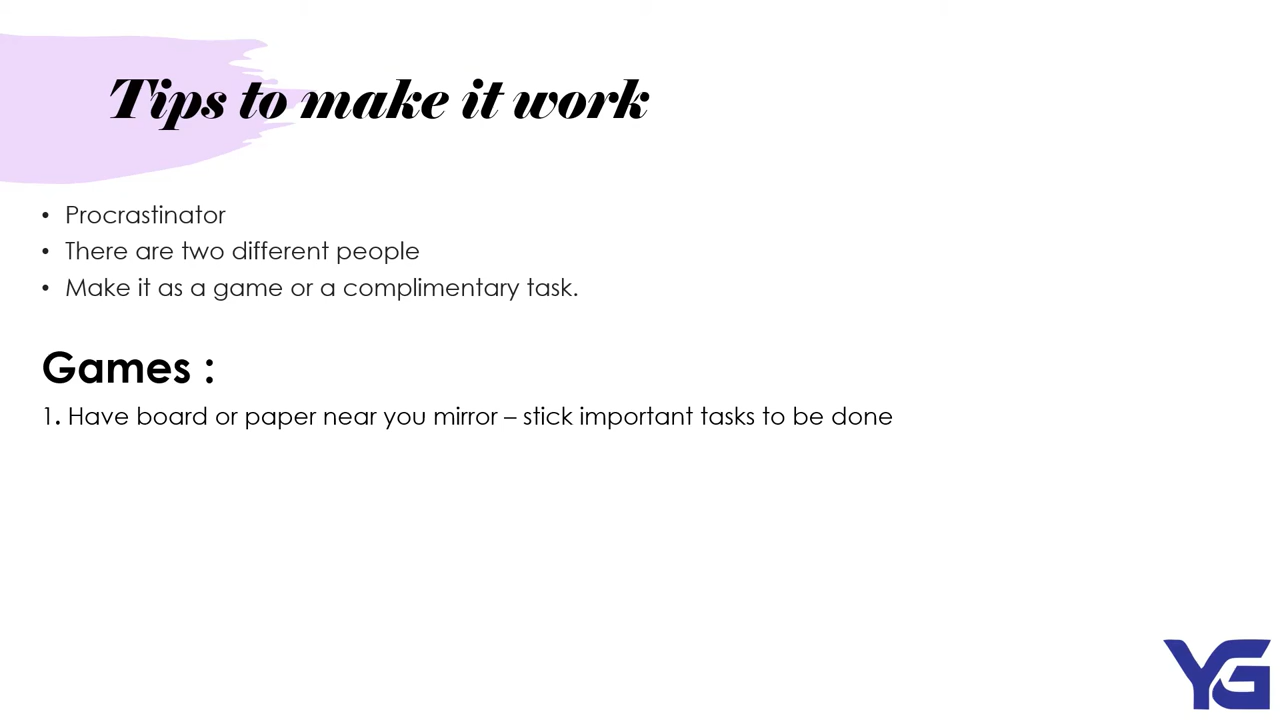 Tips to make it work
• Procrastinator
• There are two different people
• Make it as a game or a complimentary task.
Games :
1. Have board or paper near you mirror – stick important tasks to be done
YG